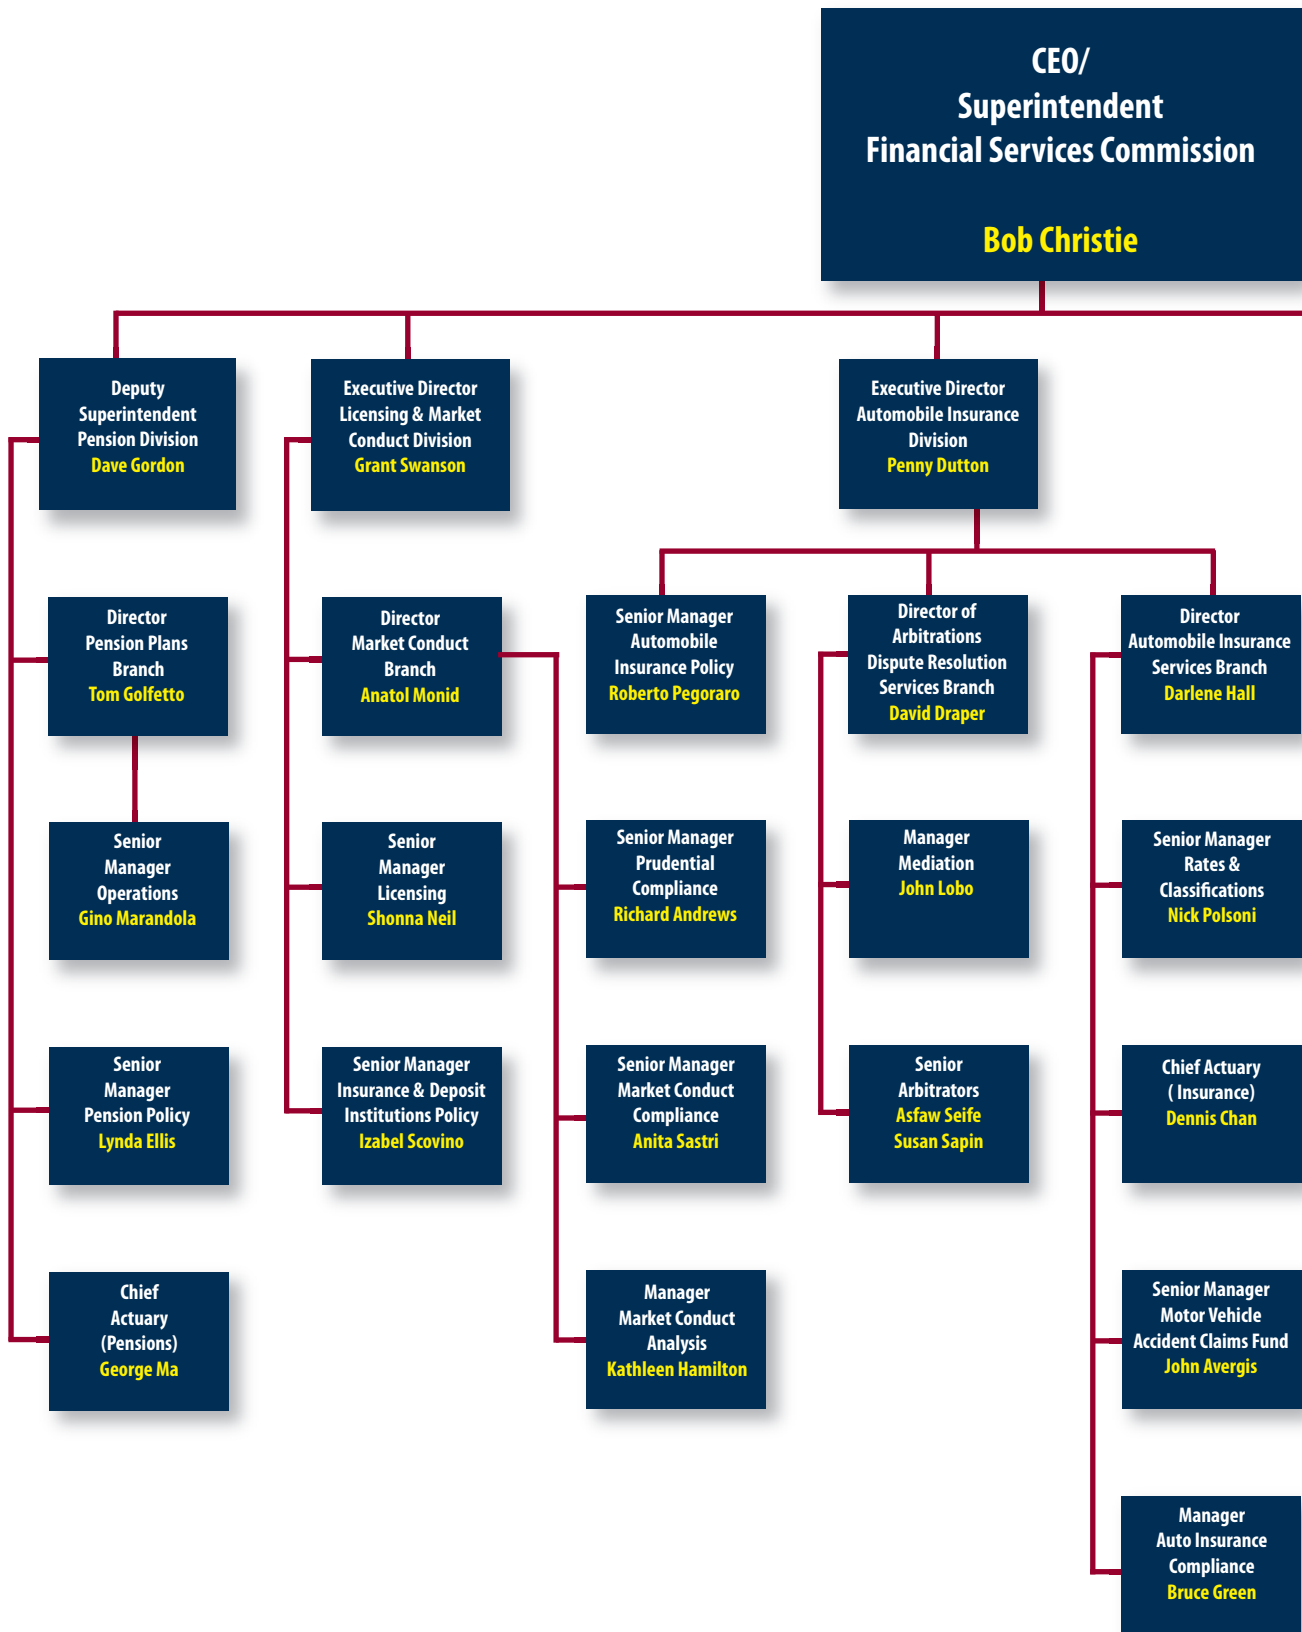 CEO/
Superintendent
Financial Services Commission
Bob Christie
Deputy
Superintendent
Pension Division
Dave Gordon
Executive Director
Licensing & Market
Conduct Division
Grant Swanson
Executive Director
Automobile Insurance
Division
Penny Dutton
Director
Pension Plans
Branch
Tom Golfetto
Director
Market Conduct
Branch
Anatol Monid
Senior Manager
Automobile
Insurance Policy
Roberto Pegoraro
Director of
Arbitrations
Dispute Resolution
Services Branch
David Draper
Director
Automobile Insurance
Services Branch
Darlene Hall
Senior
Manager
Operations
Gino Marandola
Senior
Manager
Licensing
Shonna Neil
Senior Manager
Prudential
Compliance
Richard Andrews
Manager
Mediation
John Lobo
Senior Manager
Rates &
Classifications
Nick Polsoni
Senior
Manager
Pension Policy
Lynda Ellis
Senior Manager
Insurance & Deposit
Institutions Policy
Izabel Scovino
Senior Manager
Market Conduct
Compliance
Anita Sastri
Senior
Arbitrators
Asfaw Seife
Susan Sapin
Chief Actuary
( Insurance)
Dennis Chan
Chief
Actuary
(Pensions)
George Ma
Manager
Market Conduct
Analysis
Kathleen Hamilton
Senior Manager
Motor Vehicle
Accident Claims Fund
John Avergis
Manager
Auto Insurance
Compliance
Bruce Green